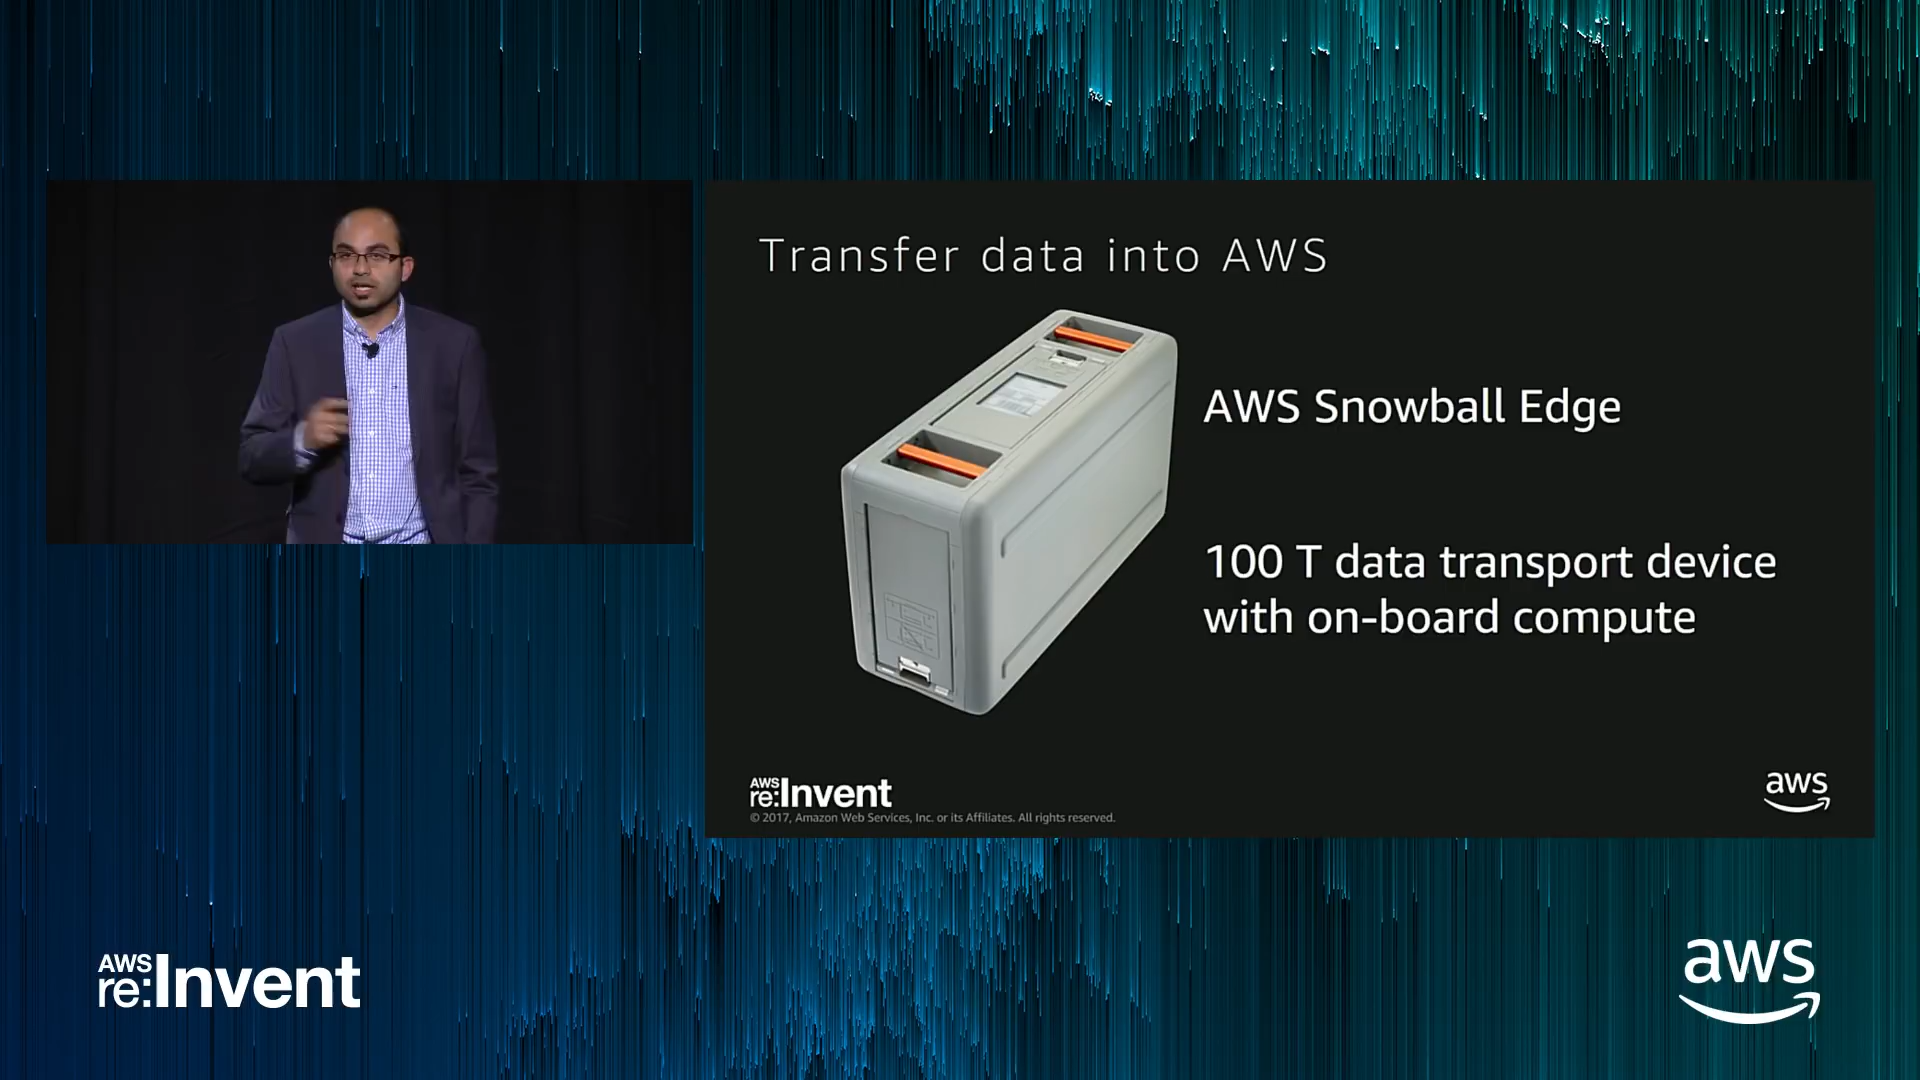 Transfer data into AWS
AWS Snowball Edge
100 T data transport device
with on-board compute
AWS
re:Invent
© 2017, Amazon Web Services, Inc. or its Affiliates. All rights reserved.
aws
AWS
re:Invent
aws